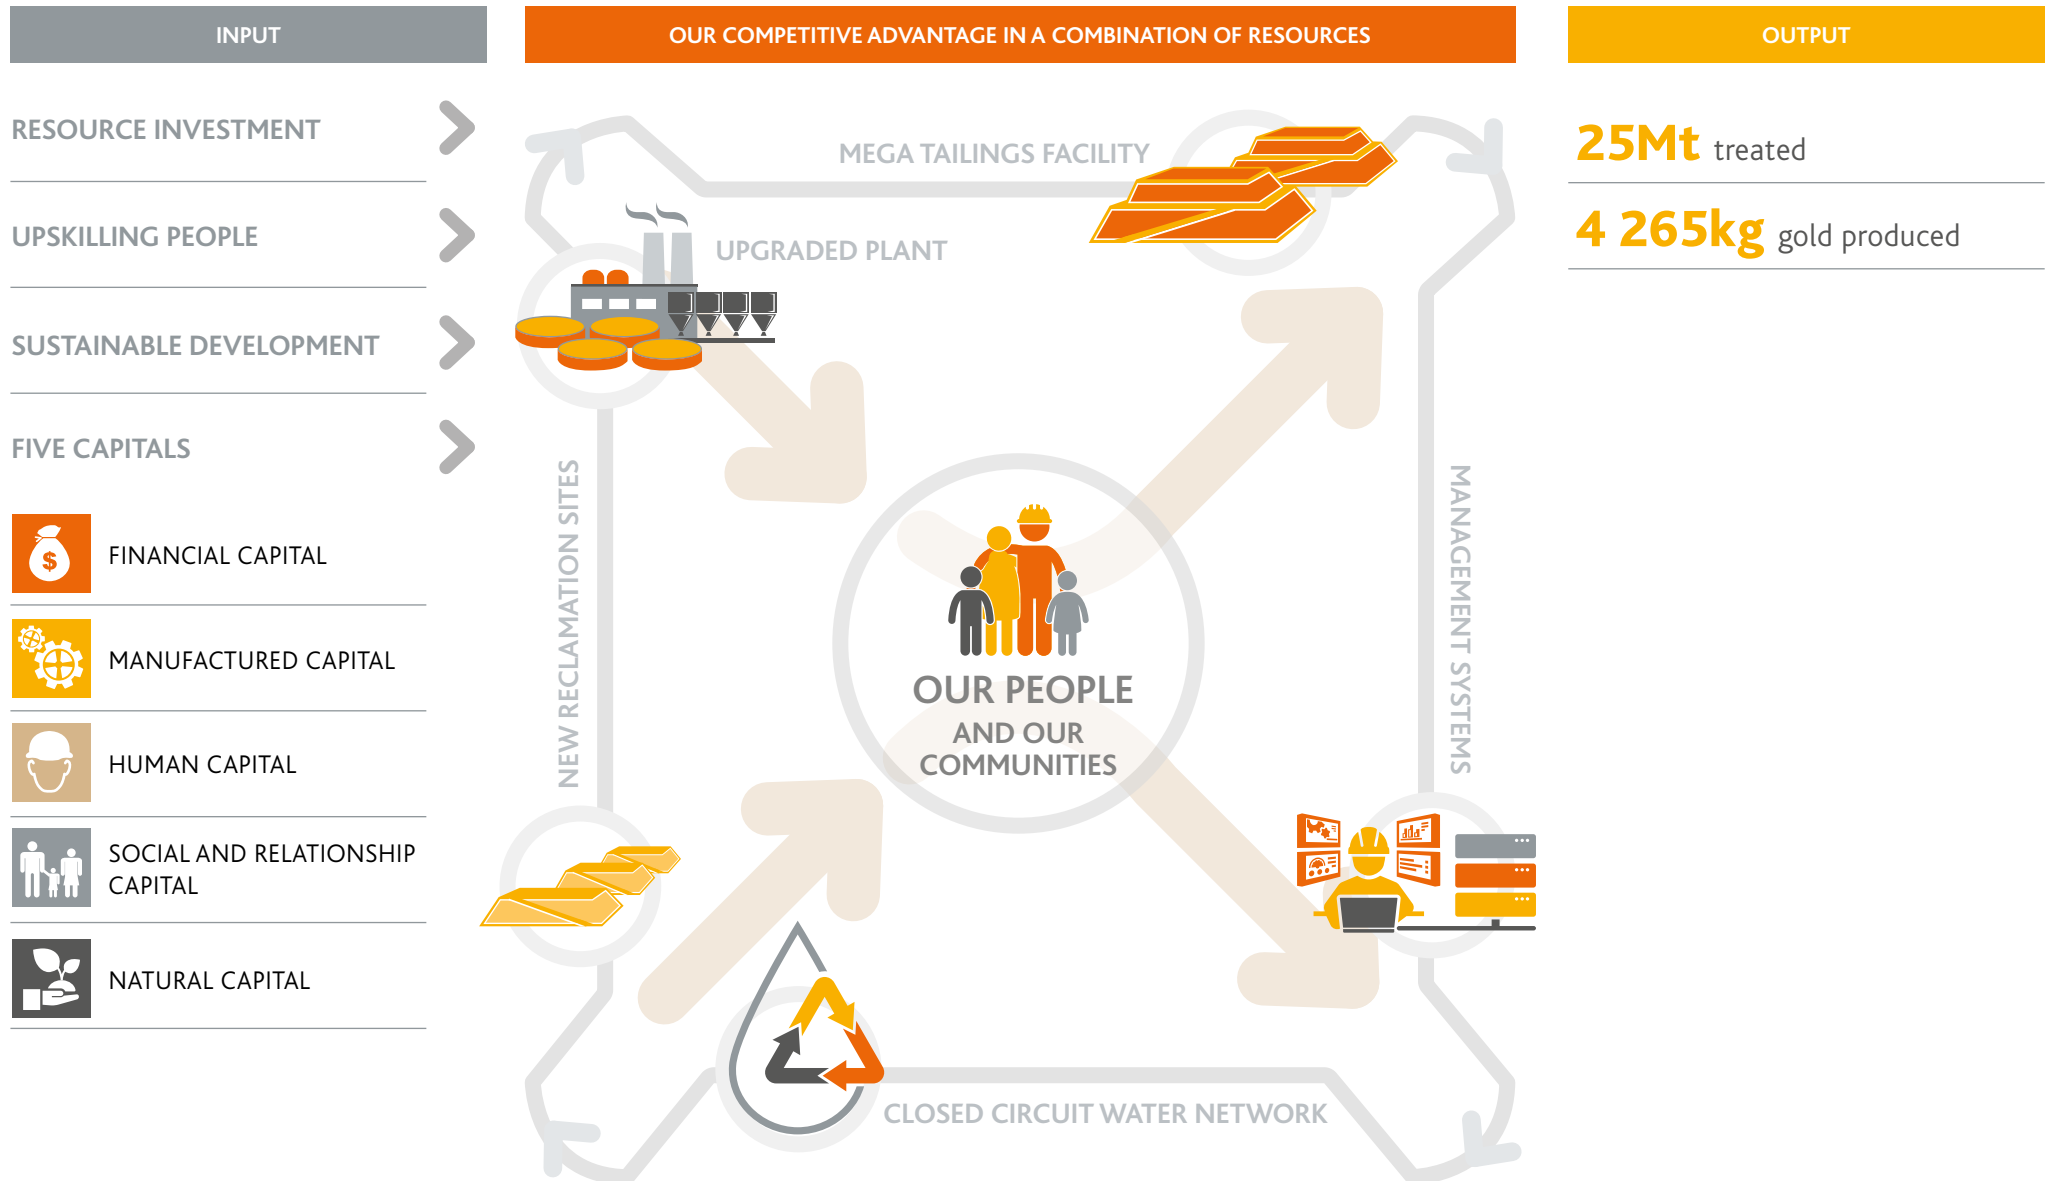 INPUT
RESOURCE INVESTMENT
UPSKILLING PEOPLE
SUSTAINABLE DEVELOPMENT
FIVE CAPITALS
$
FINANCIAL CAPITAL
MANUFACTURED CAPITAL
HUMAN CAPITAL
SOCIAL AND RELATIONSHIP
CAPITAL
NATURAL CAPITAL
OUR COMPETITIVE ADVANTAGE IN A COMBINATION OF RESOURCES
MEGA TAILINGS FACILITY
UPGRADED PLANT
NEW RECLAMATION SITES
MANAGEMENT SYSTEMS
OUR PEOPLE
AND OUR
COMMUNITIES
CLOSED CIRCUIT WATER NETWORK
OUTPUT
25Mt treated
4 265kg gold produced